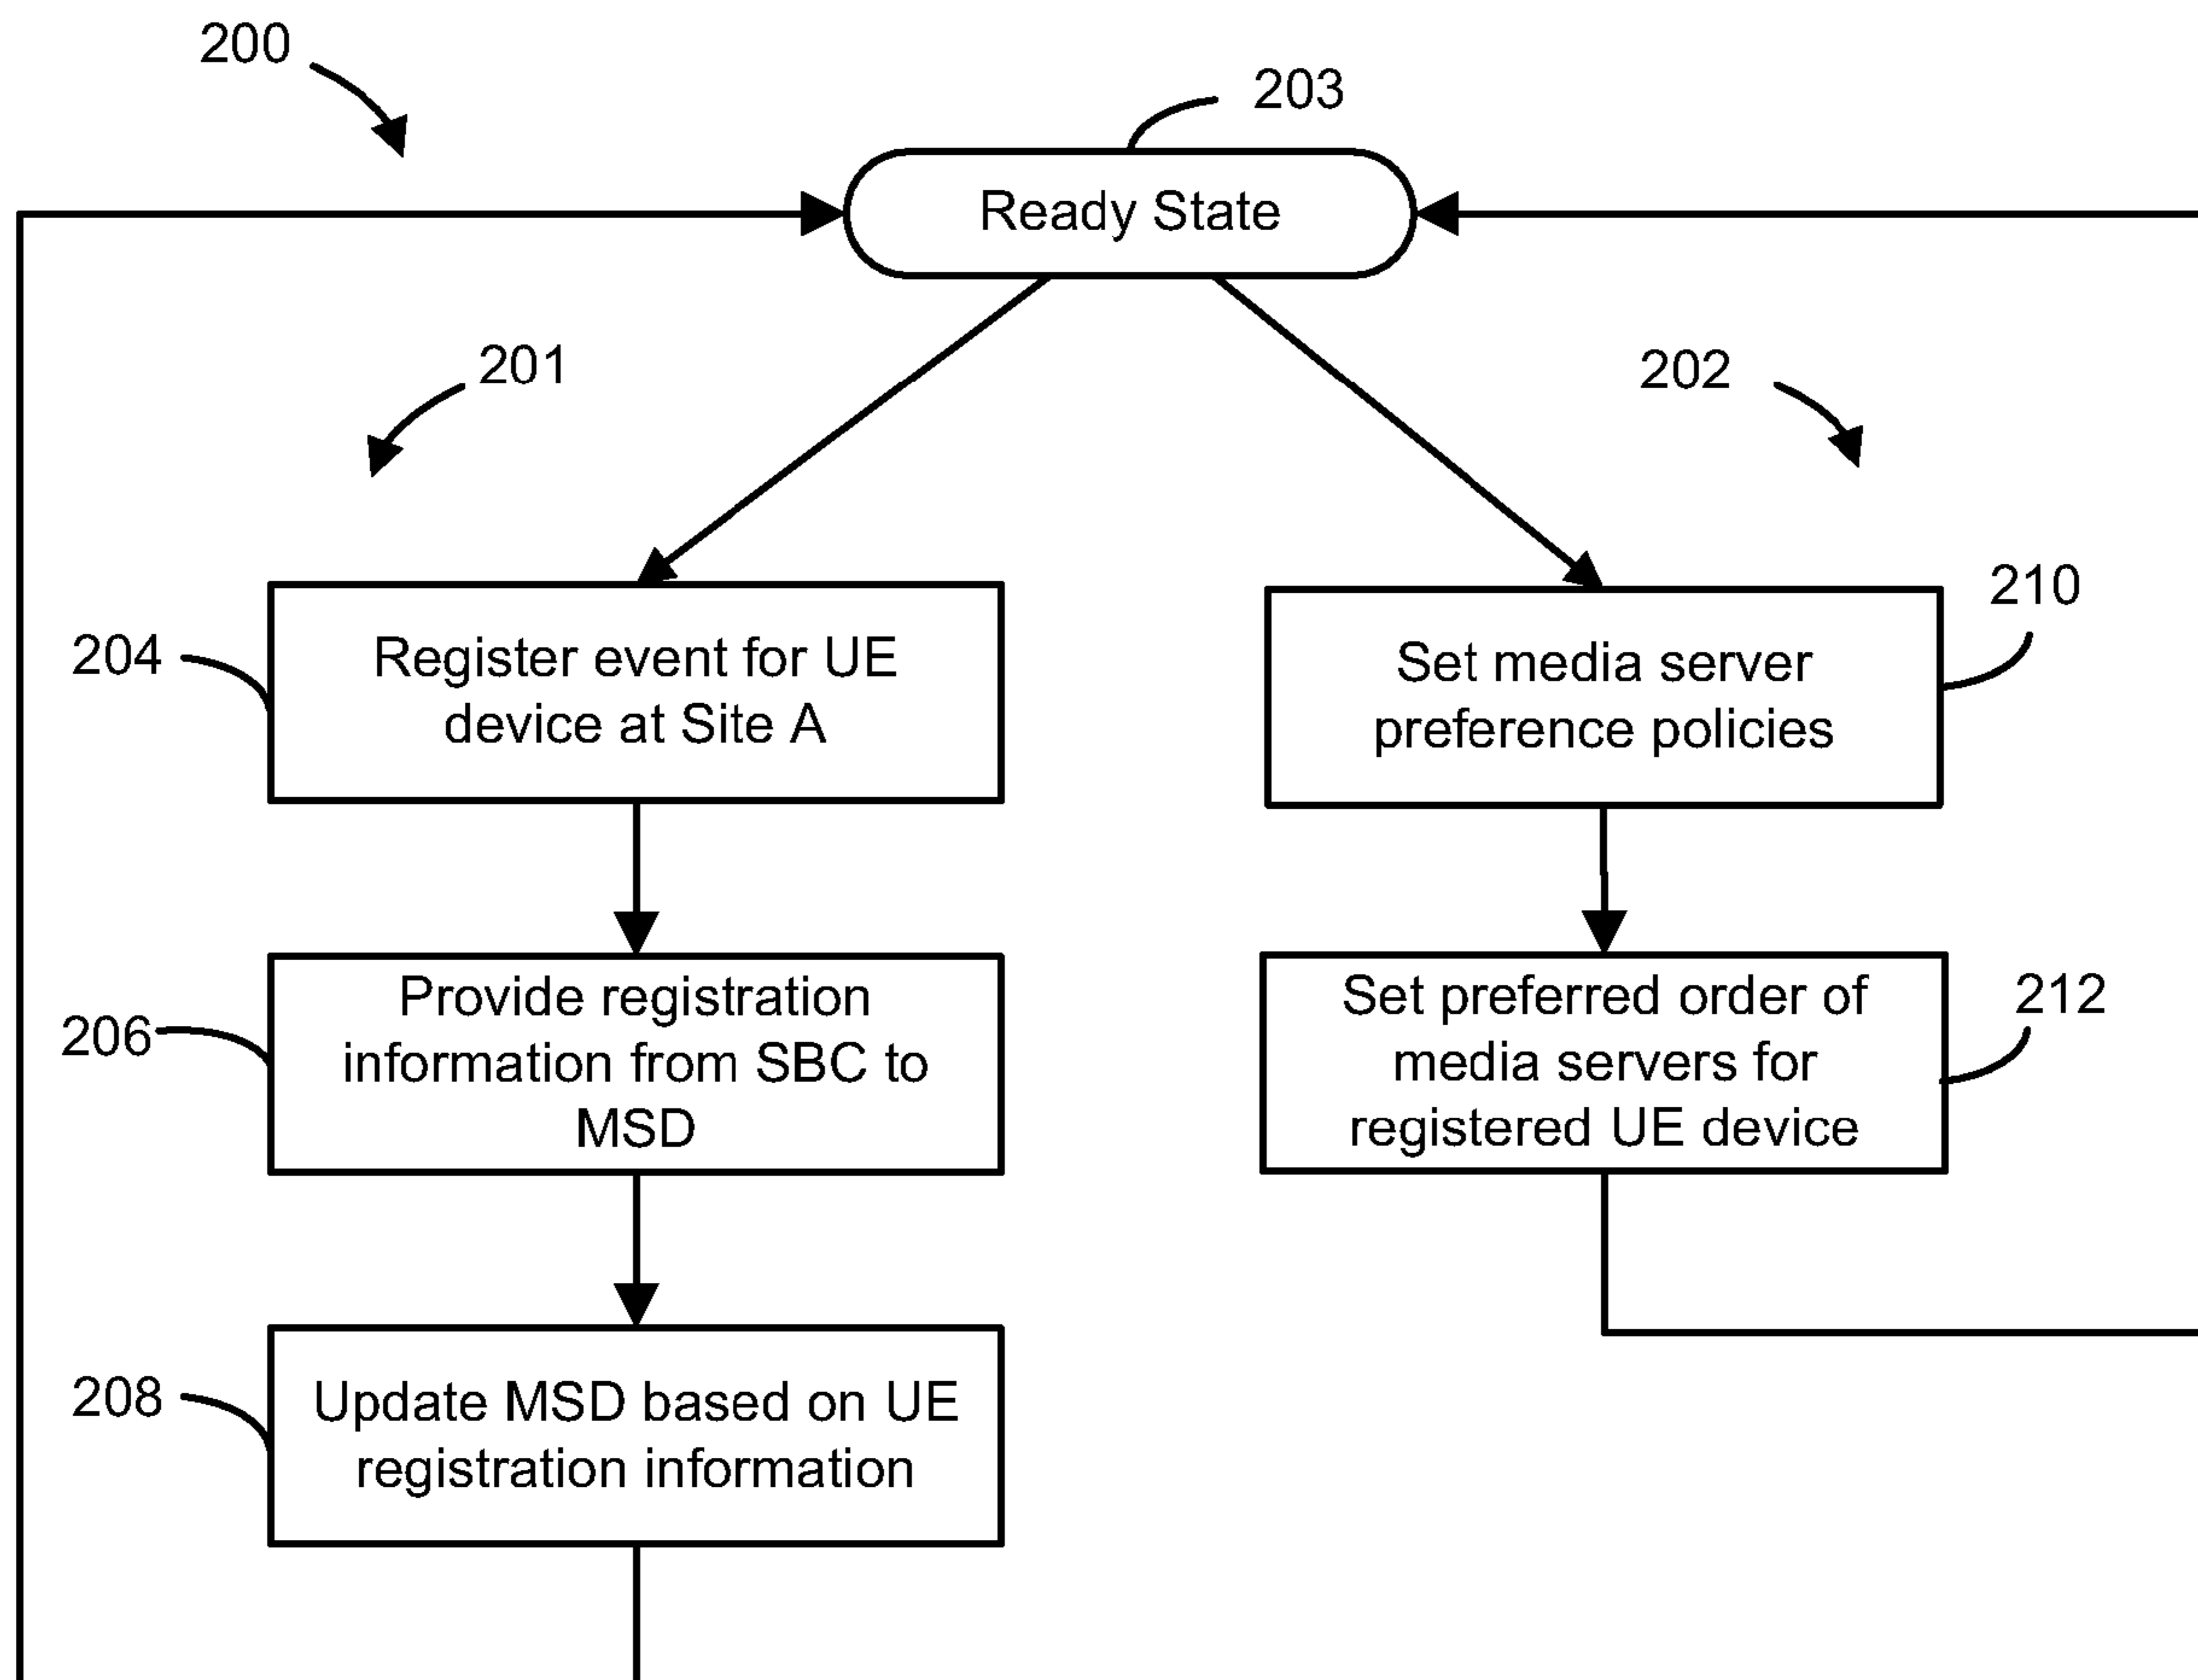 200
203
Ready State
201
202
204
Register event for UE
device at Site A
210
Set media server
preference policies
206
Provide registration
information from SBC to
MSD
212
Set preferred order of
media servers for
registered UE device
208
Update MSD based on UE
registration information